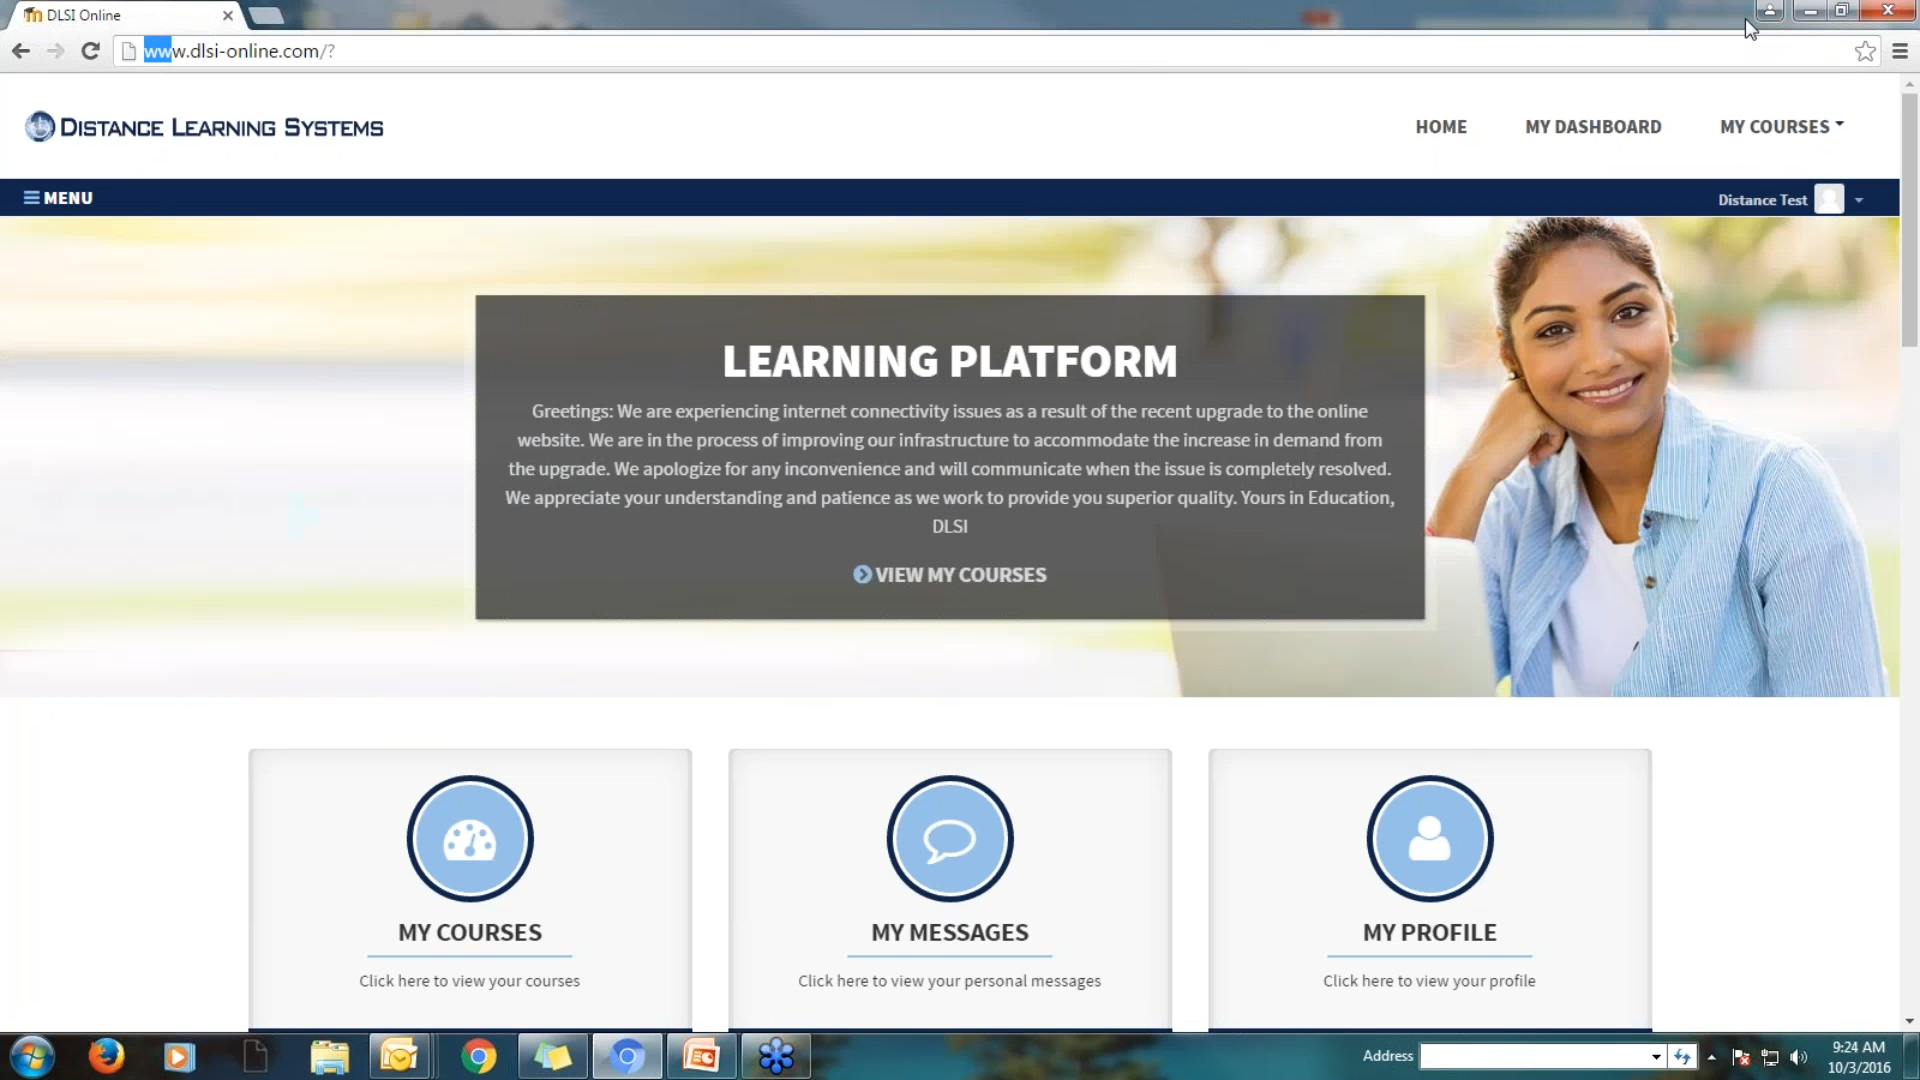 DLSI Online
www.dlsi-online.com/?
DISTANCE LEARNING SYSTEMS
HOME
MY DASHBOARD
MY COURSES
MENU
Distance Test
LEARNING PLATFORM
Greetings: We are experiencing internet connectivity issues as a result of the recent upgrade to the online
website. We are in the process of improving our infrastructure to accommodate the increase in demand from
the upgrade. We apologize for any inconvenience and will communicate when the issue is completely resolved.
We appreciate your understanding and patience as we work to provide you superior quality. Yours in Education,
DLSI
VIEW MY COURSES
MY COURSES
Click here to view your courses
MY MESSAGES
Click here to view your personal messages
MY PROFILE
Click here to view your profile
Address
9:24 AM
10/3/2016